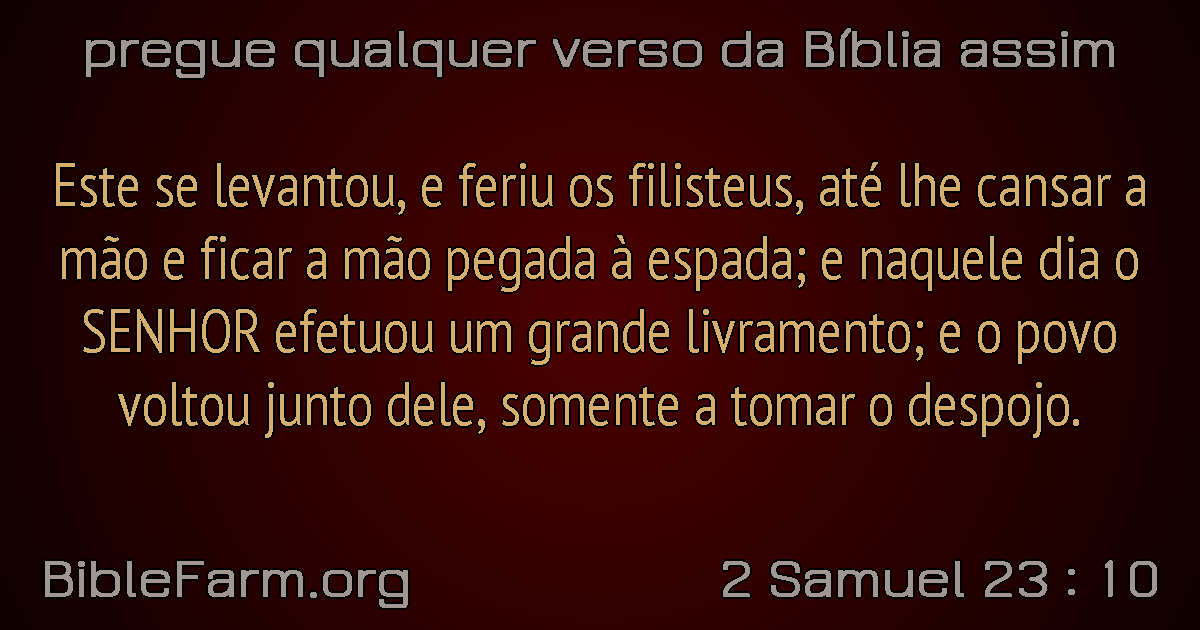 pregue qualquer verso da Bíblia assim
Este se levantou, e feriu os filisteus, até lhe cansar a
mão e ficar a mão pegada à espada; e naquele dia o
SENHOR efetuou um grande livramento; e o povo
voltou junto dele, somente a tomar o despojo.
BibleFarm.org
2 Samuel 23 : 10